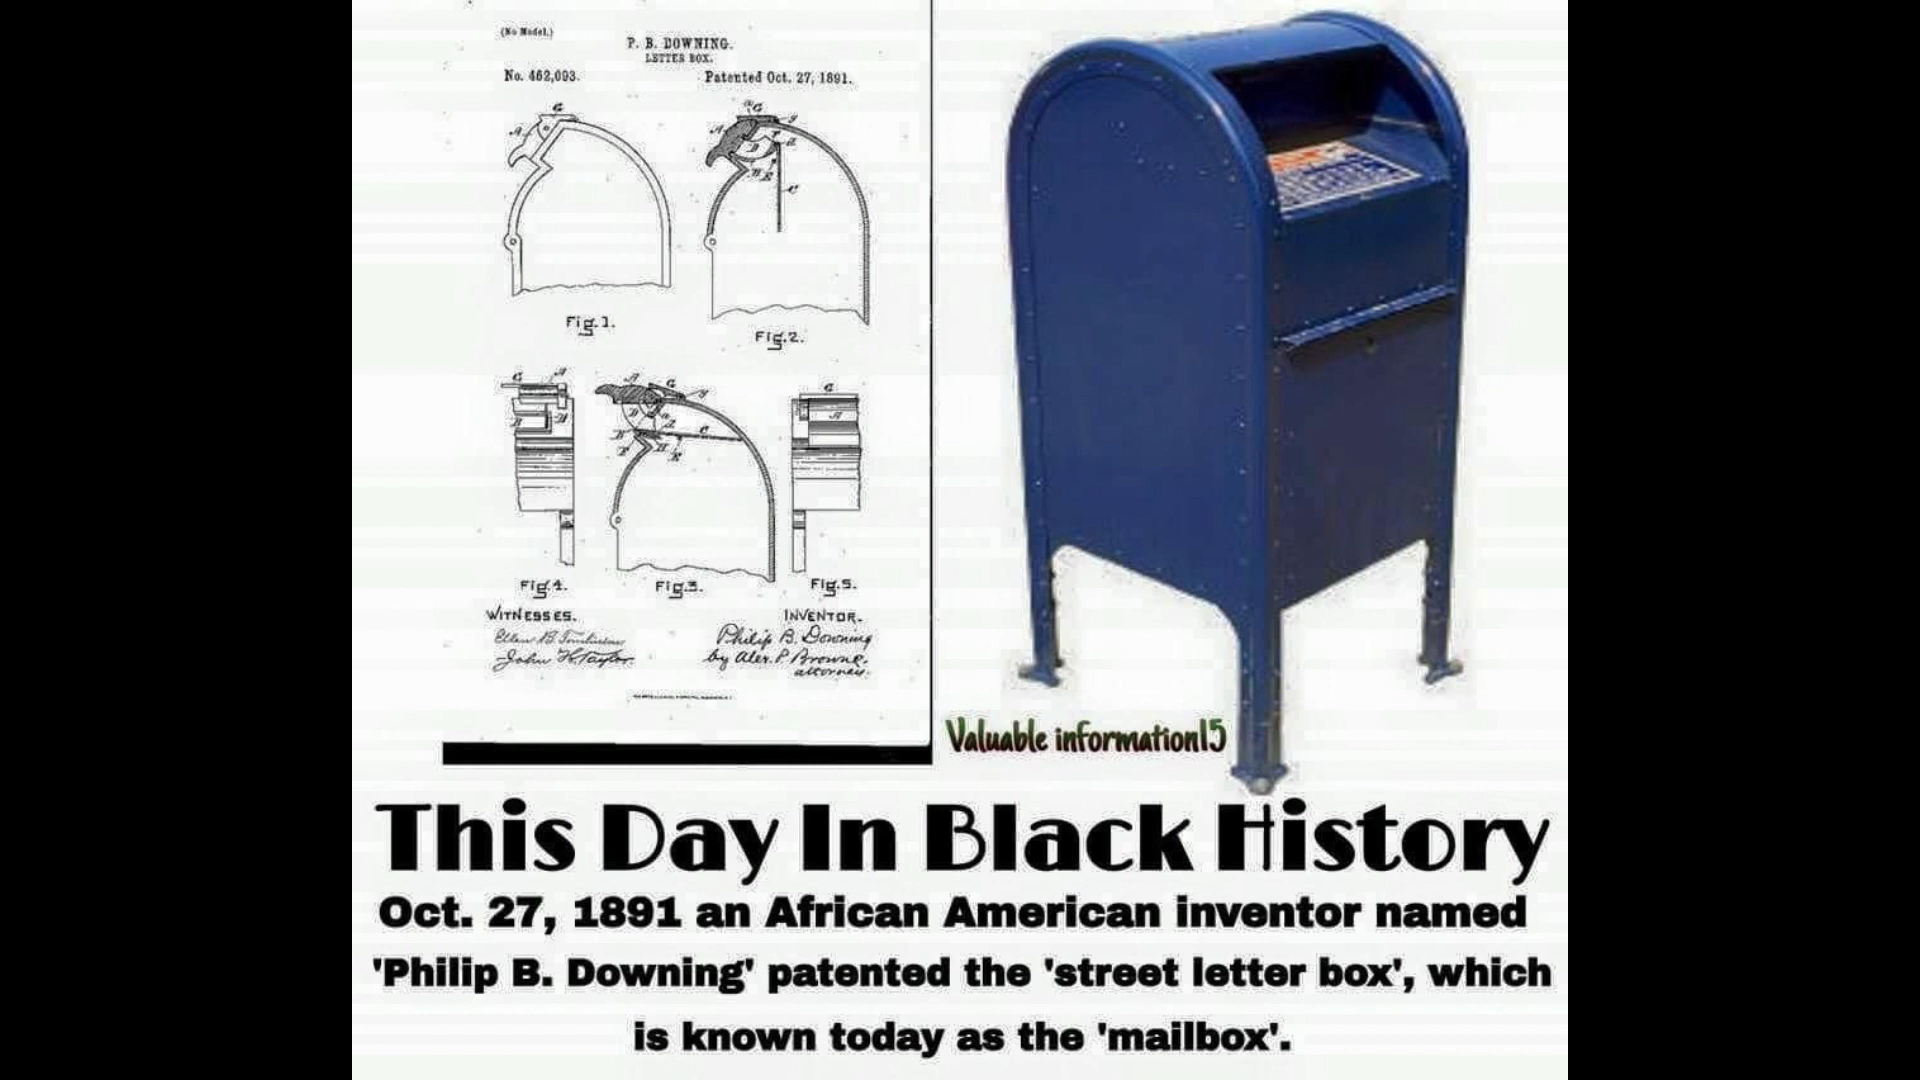 (No Model.)
P. B. DOWNING.
LETTER BOX.
No. 462,093.
Patented Oct. 27, 1891.
G
A
a G g
A
r
D
d
B E
C
Fig. 1.
Fig. 2.
G A
B H
A G g
D a
B C
F H E
G
A
Fig. 4.
Fig. 3.
Fig. 5.
WITNESSES.
INVENTOR.
John H. Taylor.
Philip B. Downing
by Alex. P. Browne.
attorney.
Valuable information15
This Day In Black History
Oct. 27, 1891 an African American inventor named
'Philip B. Downing' patented the 'street letter box', which
is known today as the 'mailbox'.